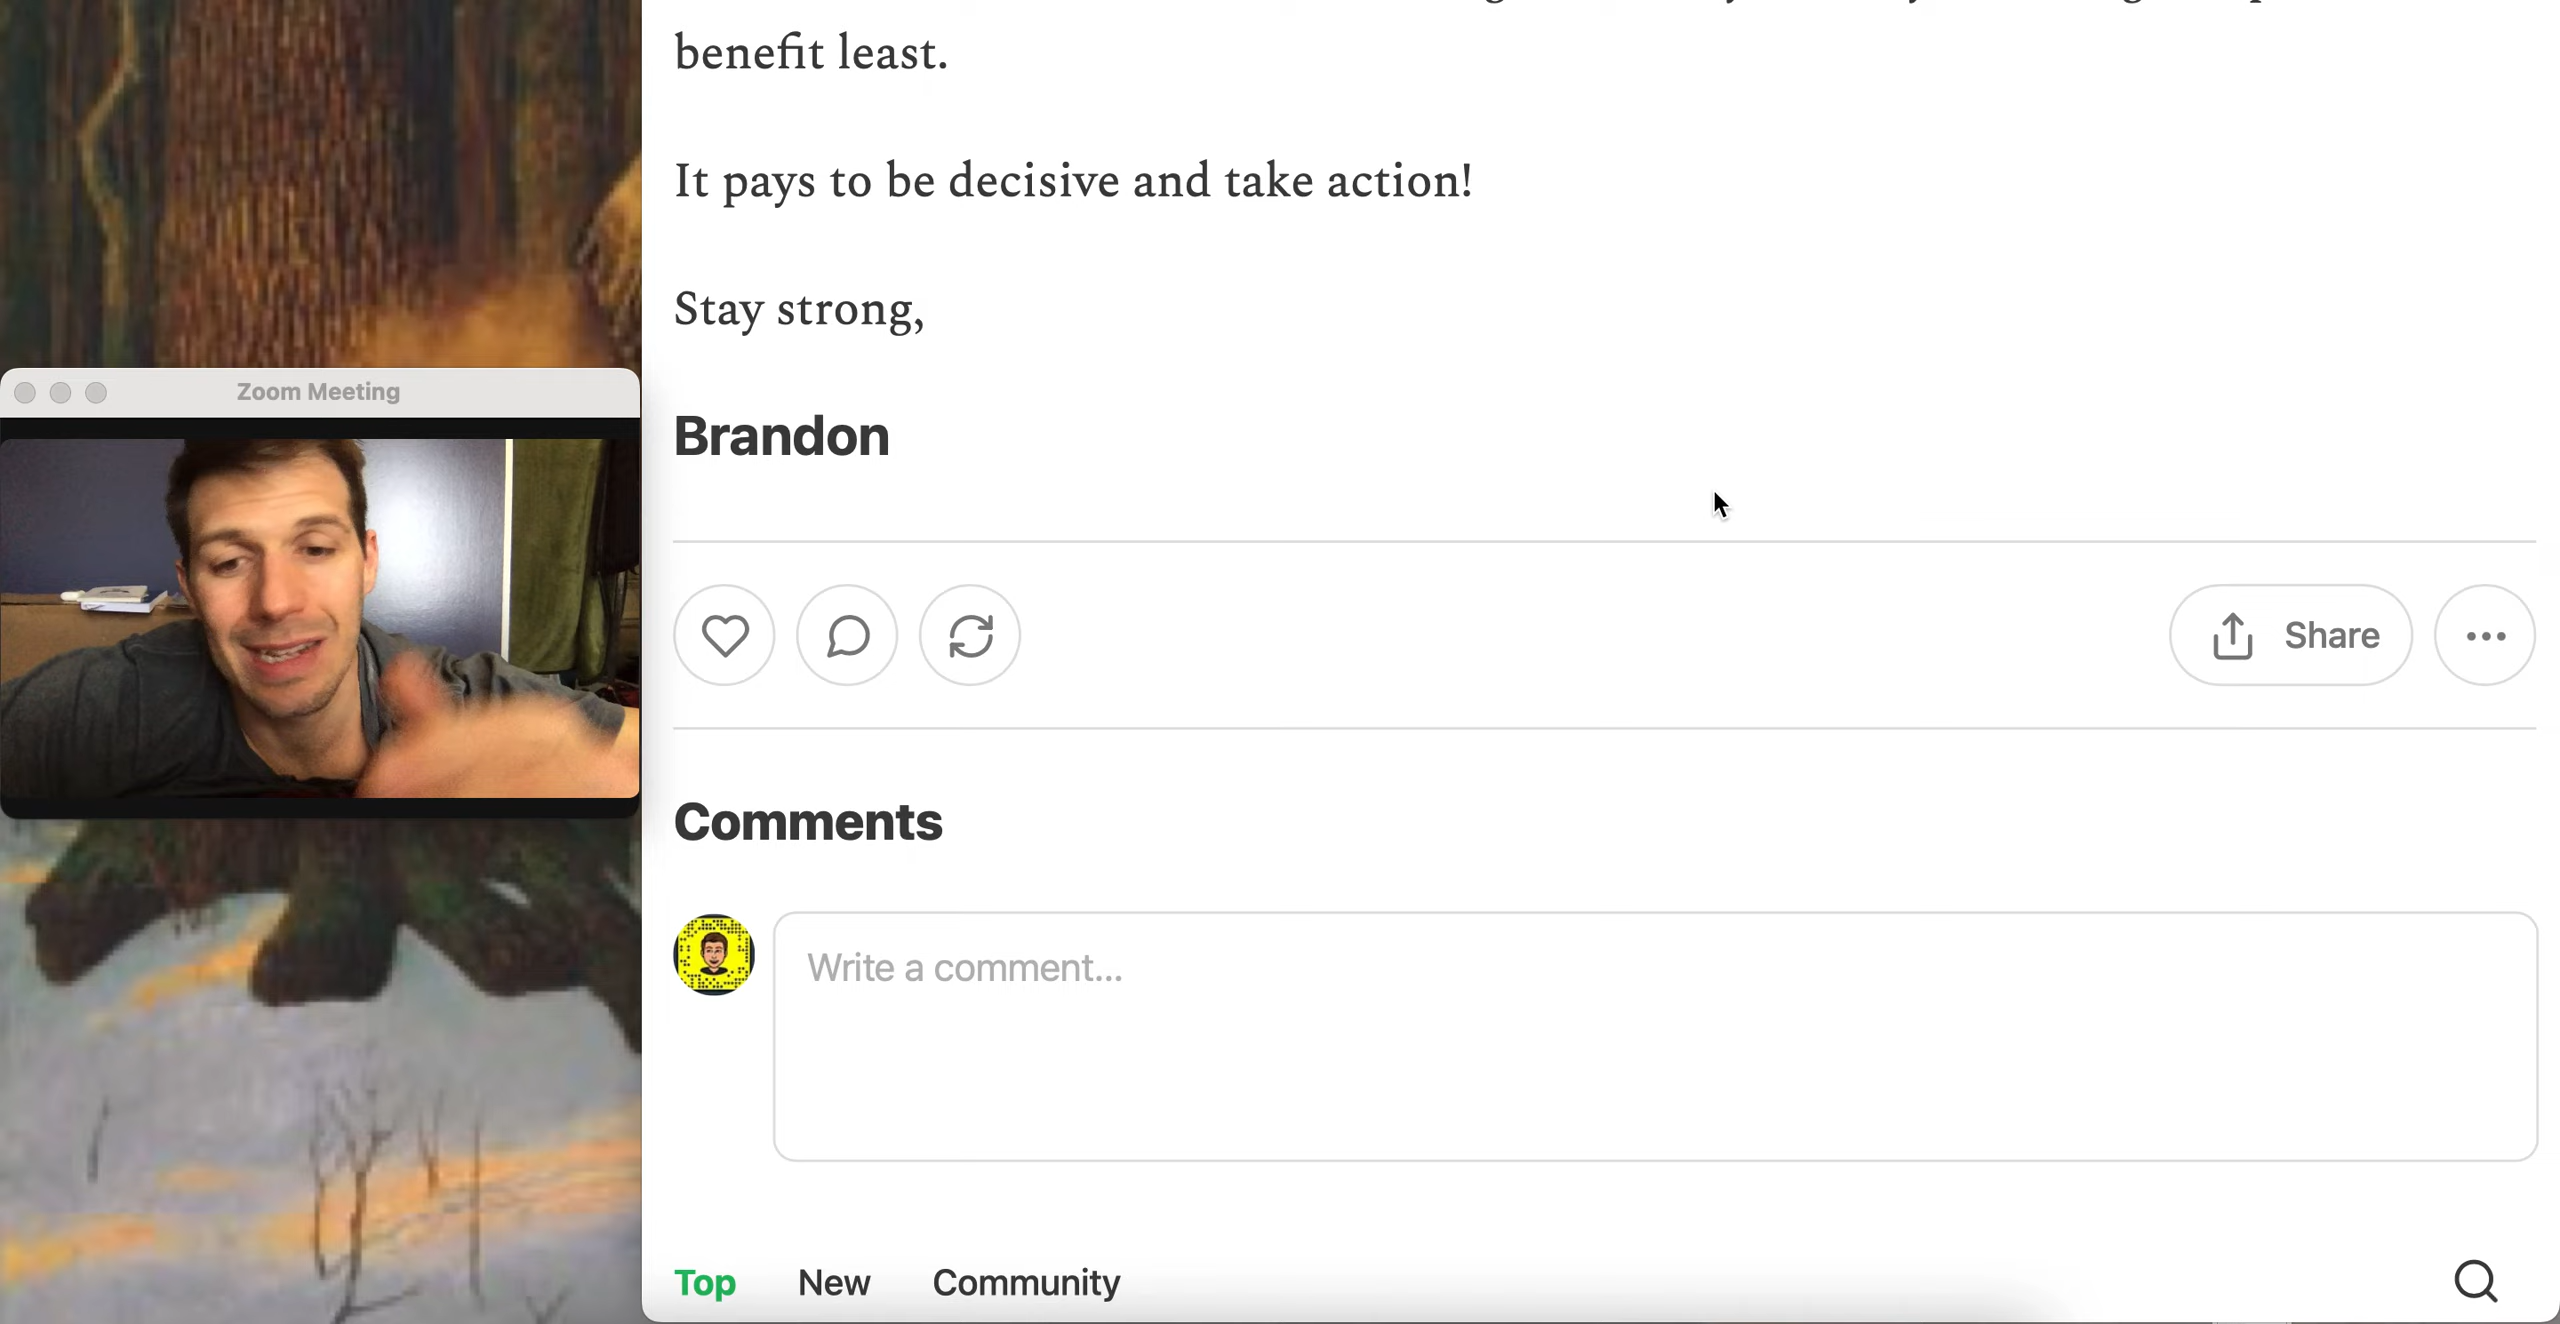 benefit least.
It pays to be decisive and take action!
Stay strong,
Zoom Meeting
Brandon
Share
Comments
Write a comment...
Top New Community